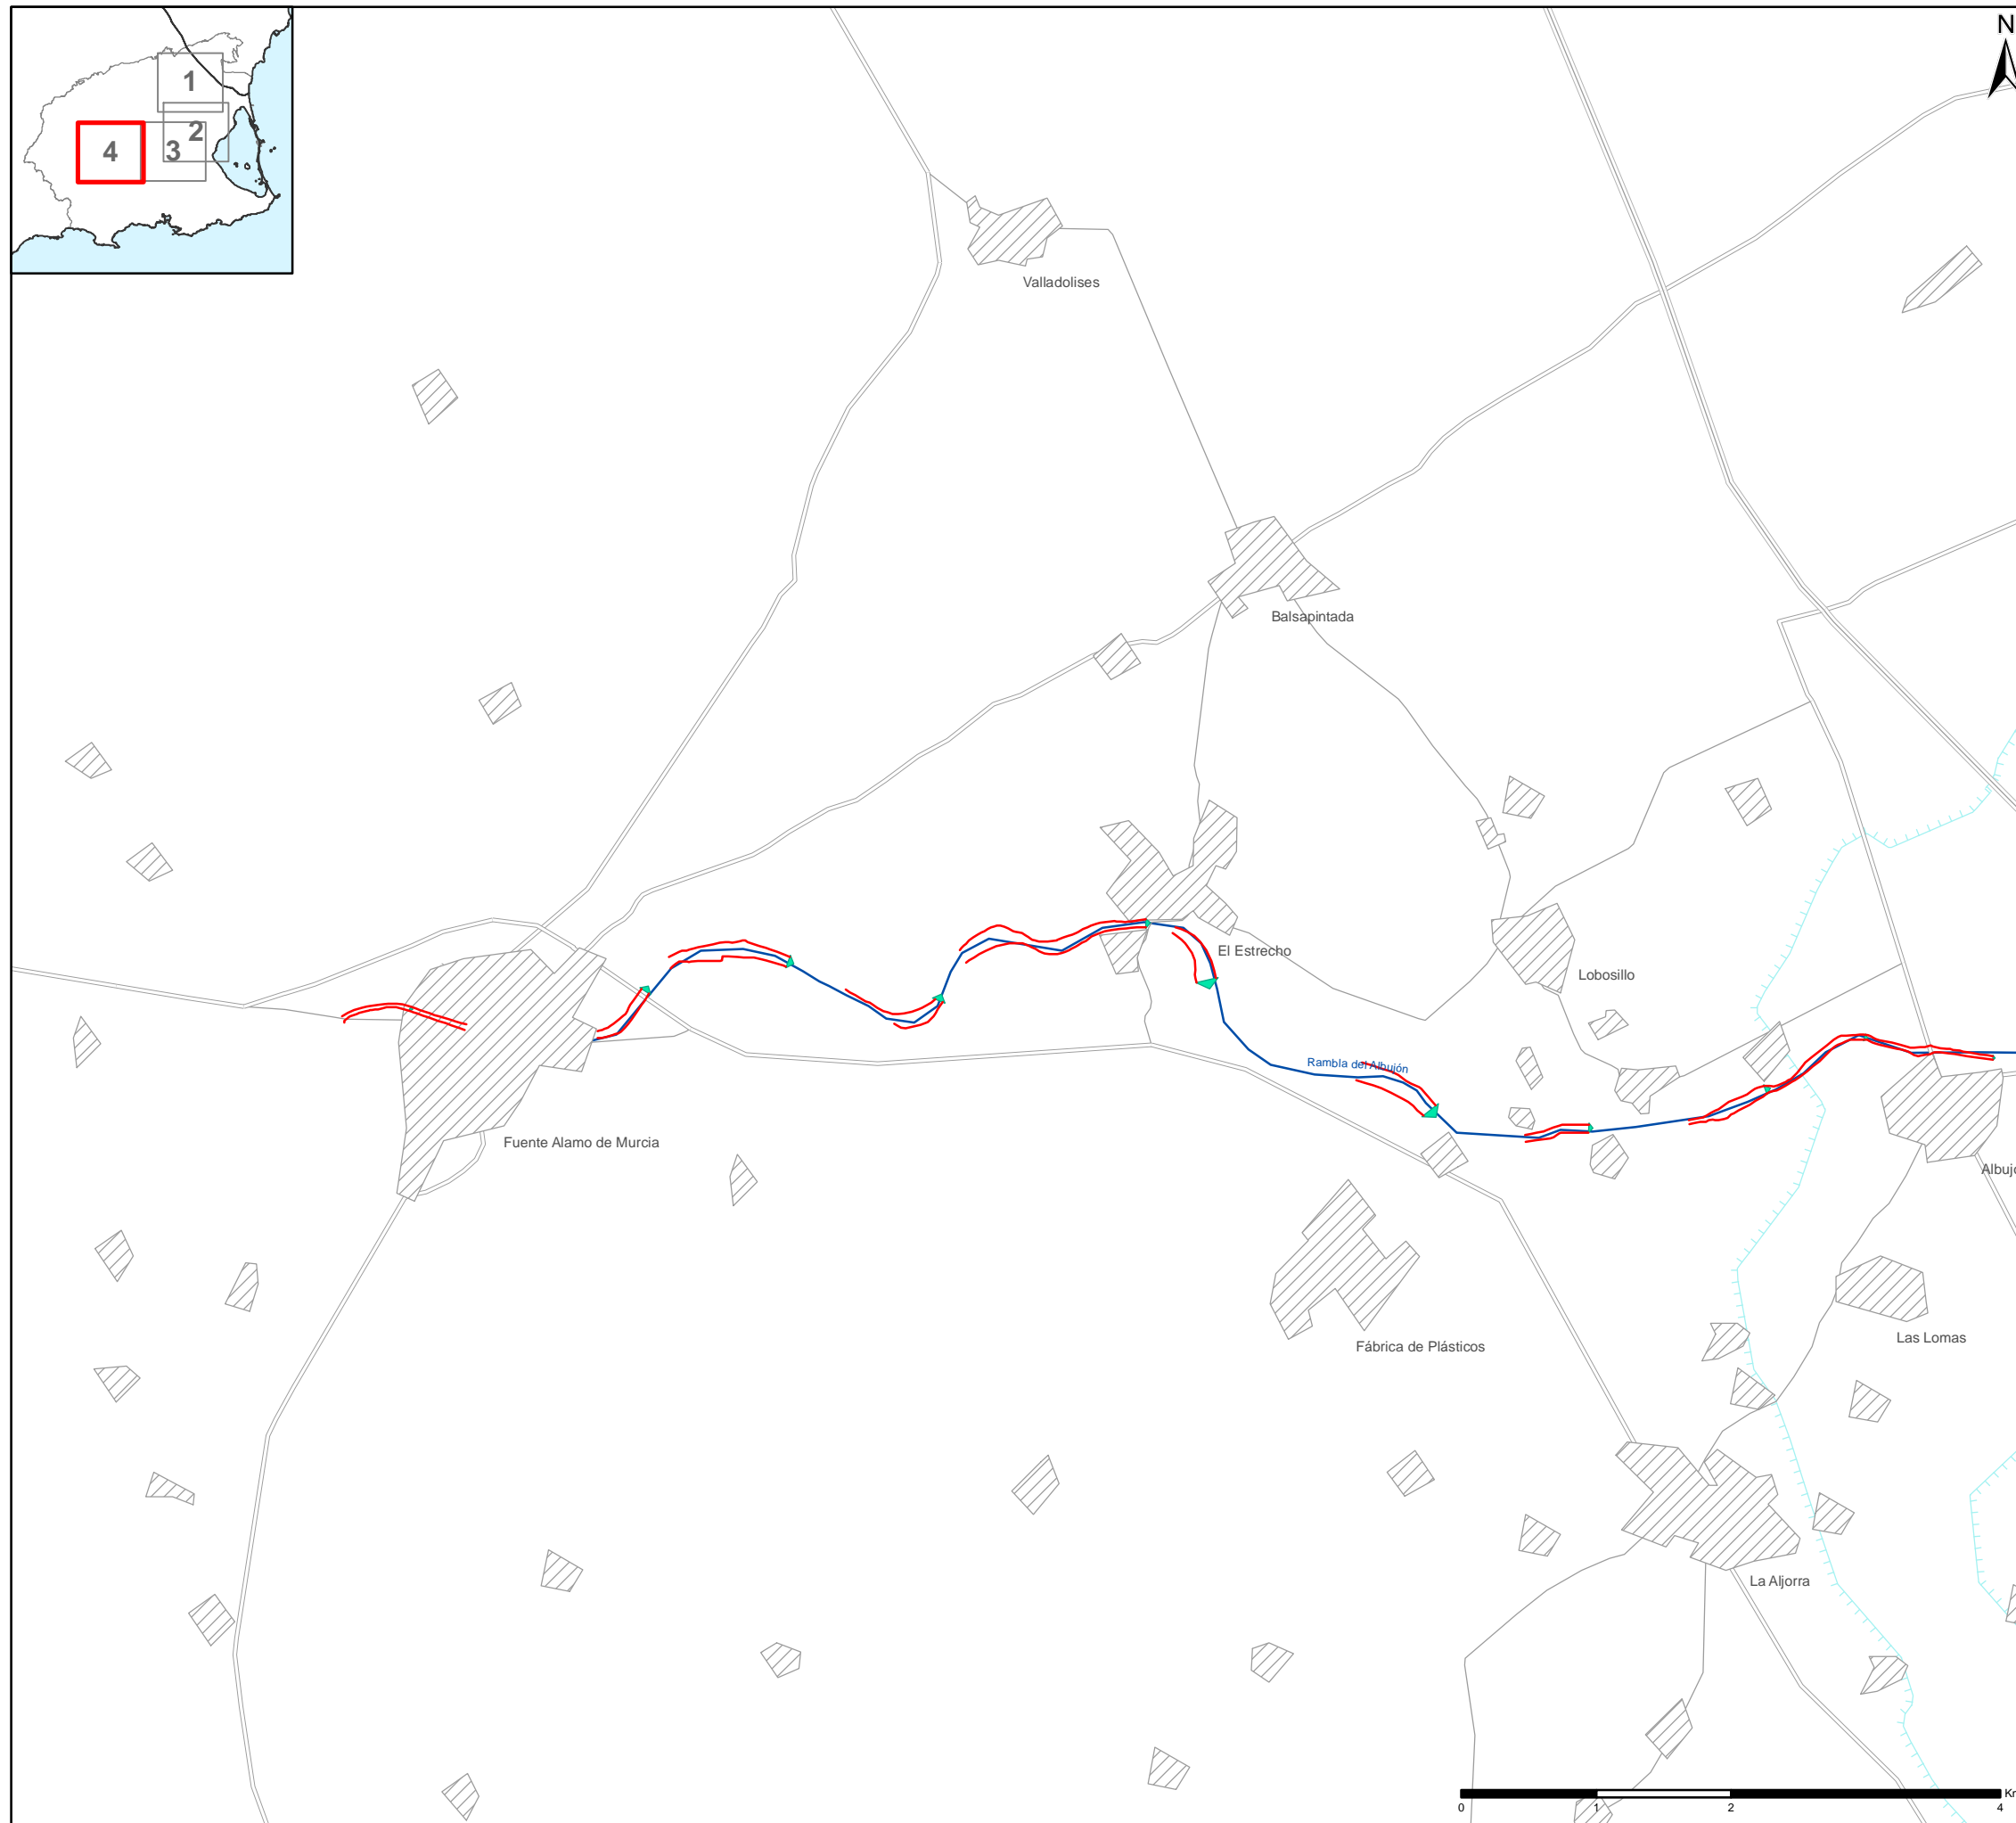 N
1
2
3
4
Valladolises
Balsapintada
El Estrecho
Lobosillo
Rambla del Albujón
Fuente Alamo de Murcia
Fábrica de Plásticos
Las Lomas
La Aljorra
0 1 2 4